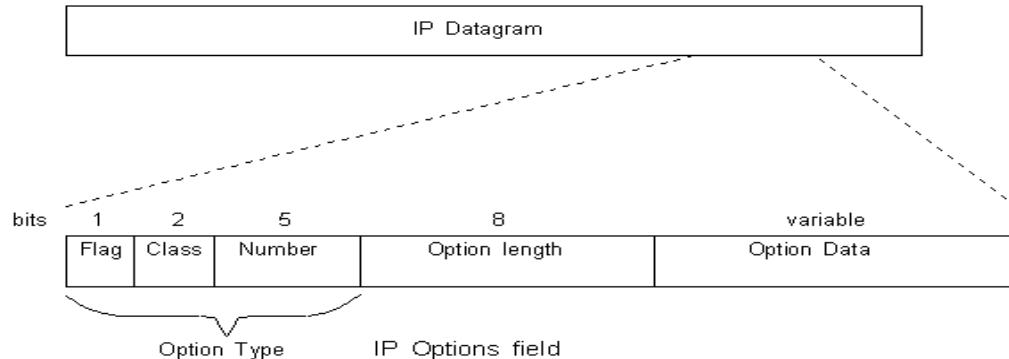 IP Datagram
bits 1 2 5 8 variable
Flag Class Number Option length Option Data
Option Type IP Options field